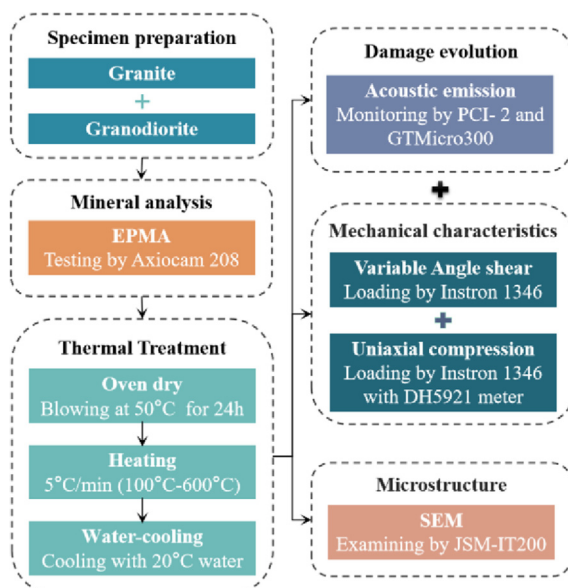 Specimen preparation
Granite
+
Granodiorite
Mineral analysis
EPMA
Testing by Axiocam 208
Thermal Treatment
Oven dry
Blowing at 50°C for 24h
Heating
5°C/min (100°C-600°C)
Water-cooling
Cooling with 20°C water
Damage evolution
Acoustic emission
Monitoring by PCI- 2 and
GTMicro300
+
Mechanical characteristics
Variable Angle shear
Loading by Instron 1346
+
Uniaxial compression
Loading by Instron 1346
with DH5921 meter
Microstructure
SEM
Examining by JSM-IT200